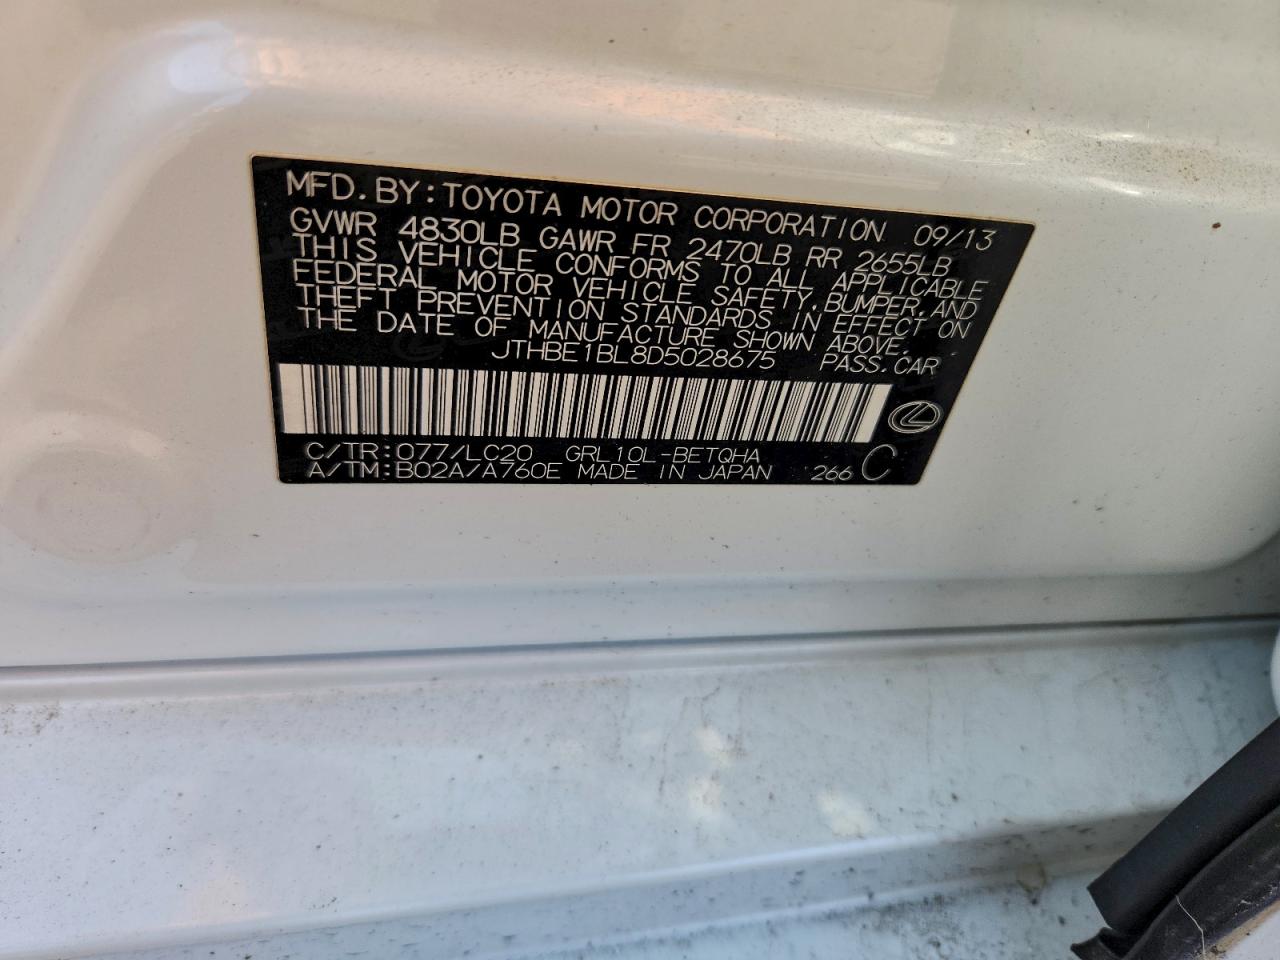 MFD. BY: TOYOTA MOTOR CORPORATION 09/13
GVWR 4830LB GAWR FR 2470LB RR 2655LB
THIS VEHICLE CONFORMS TO ALL APPLICABLE
FEDERAL MOTOR VEHICLE SAFETY, BUMPER, AND
THEFT PREVENTION STANDARDS IN EFFECT ON
THE DATE OF MANUFACTURE SHOWN ABOVE.
JTHBE1BL8D5028675 PASS. CAR
C/TR: 077/LC20 GRL10L-BETQHA
A/TM: B02A/A760E MADE IN JAPAN 266 C